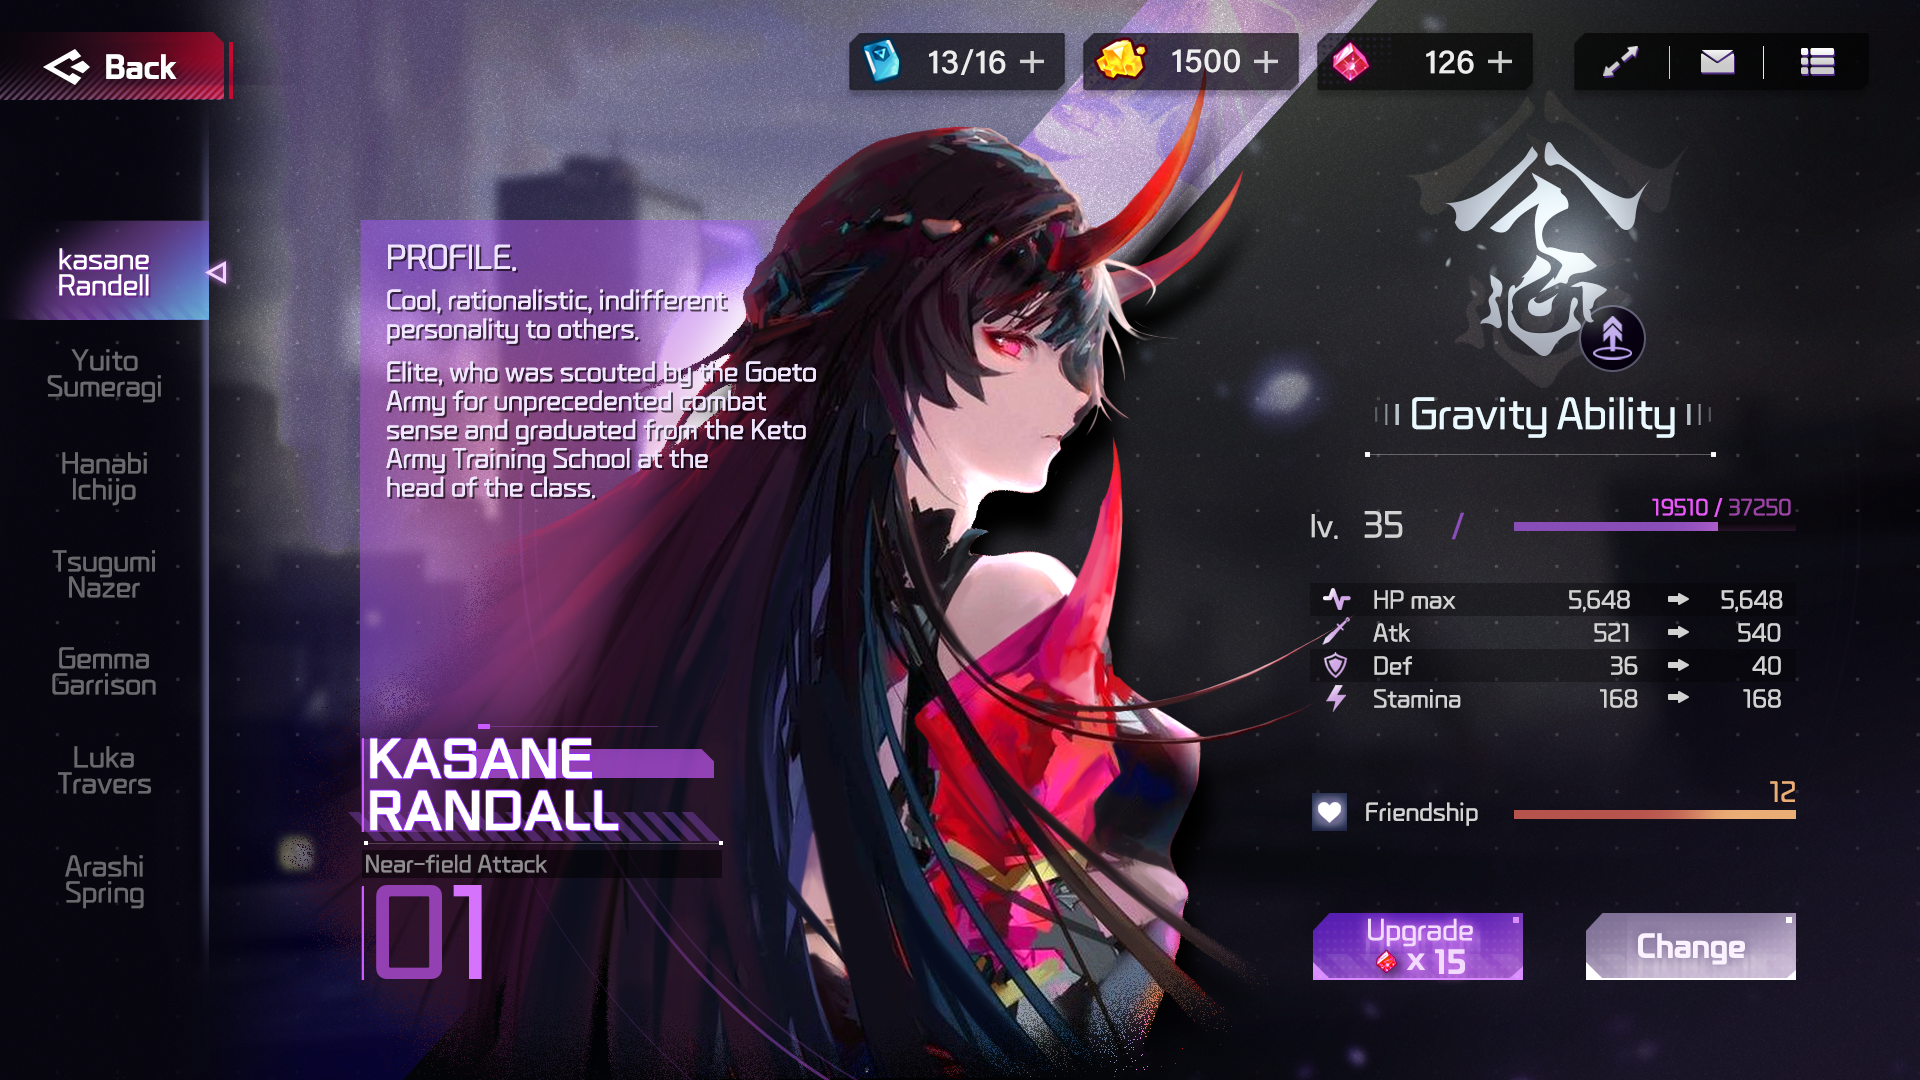 Back
13/16 +
1500 +
126 +
kasane
Randell
Yuito
Sumeragi
Hanabi
Ichijo
Tsugumi
Nazer
Gemma
Garrison
Luka
Travers
Arashi
Spring
PROFILE.
Cool, rationalistic, indifferent
personality to others.
Elite, who was scouted by the Goeto
Army for unprecedented combat
sense and graduated from the Keto
Army Training School at the
head of the class.
KASANE
RANDALL
Near-field Attack
01
Gravity Ability
lv. 35 /
19510 / 37250
HP max 5,648 5,648
Atk 521 540
Def 36 40
Stamina 168 168
Friendship
12
Upgrade
x 15
Change